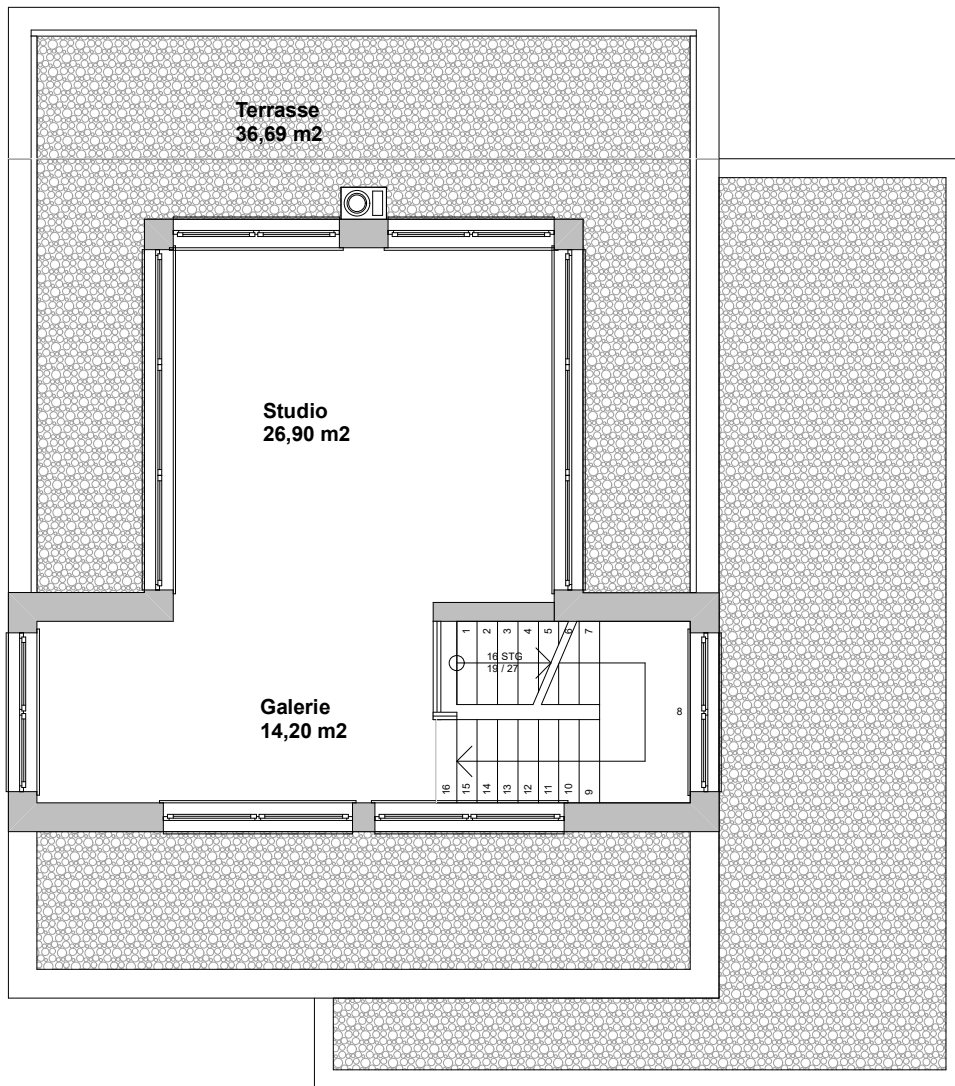 Terrasse
36,69 m2
Studio
26,90 m2
1 2 3 4 5 6 7
16 STG
19 / 27
Galerie
14,20 m2
8
16 15 14 13 12 11 10 9